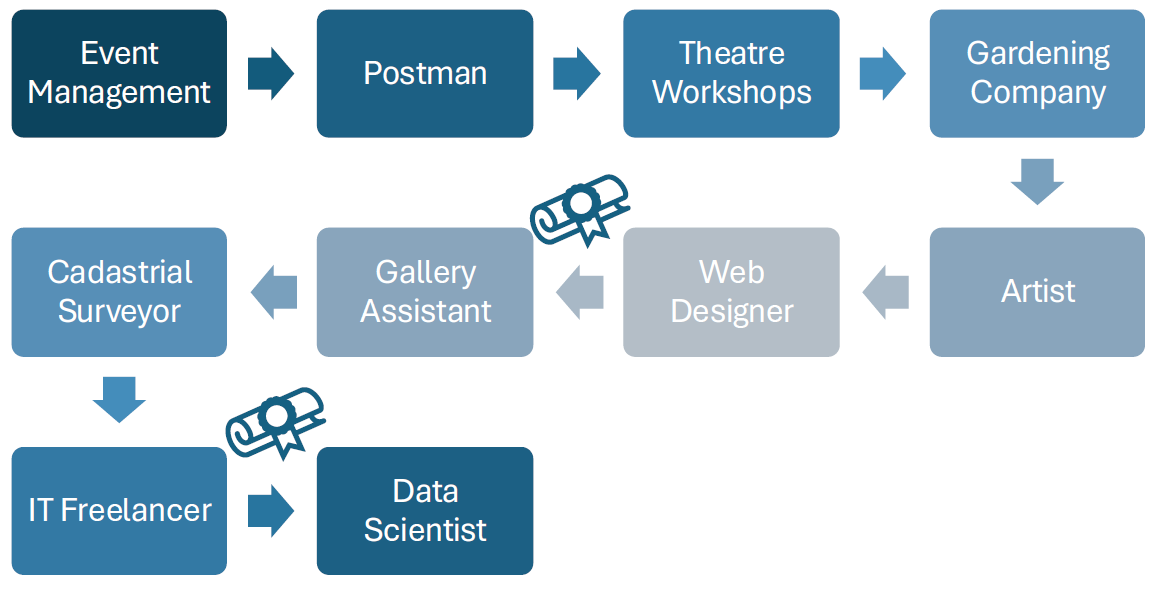 Event
Management
Postman
Theatre
Workshops
Gardening
Company
Cadastrial
Surveyor
Gallery
Assistant
Web
Designer
Artist
IT Freelancer
Data
Scientist